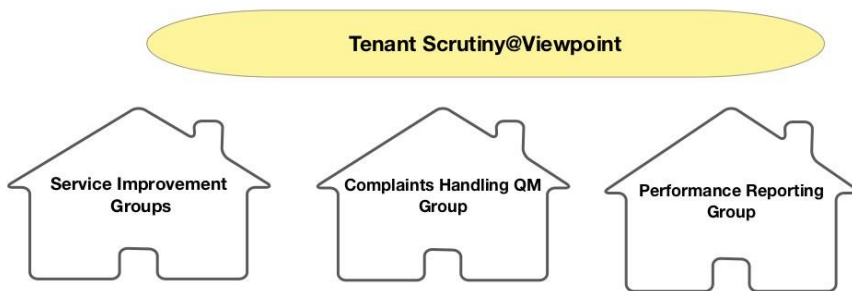 Tenant Scrutiny@Viewpoint
Service Improvement
Groups
Complaints Handling QM
Group
Performance Reporting
Group